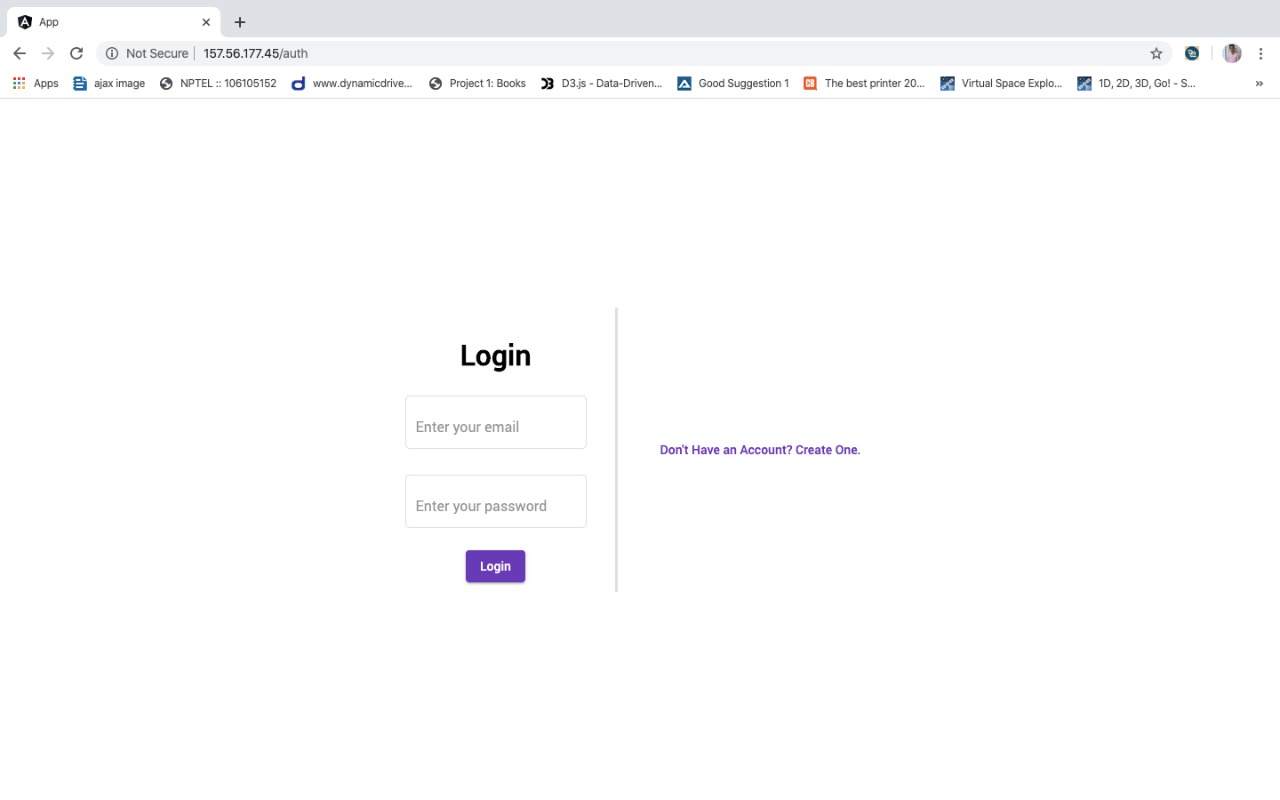 App
Not Secure 157.56.177.45/auth
Apps ajax image NPTEL :: 106105152 www.dynamicdrive... Project 1: Books D3.js - Data-Driven... Good Suggestion 1 The best printer 20... Virtual Space Explo... 1D, 2D, 3D, Go! - S... »
Login
Enter your email
Don't Have an Account? Create One.
Enter your password
Login